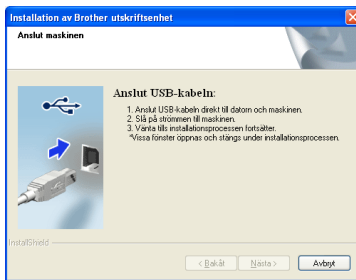 Installation av Brother utskriftsenhet
Anslut maskinen
Anslut USB-kabeln:
1. Anslut USB-kabeln direkt till datorn och maskinen.
2. Slå på strömmen till maskinen.
3. Vänta tills installationsprocessen fortsätter.
*Vissa fönster öppnas och stängs under installationsprocessen.
InstallShield
< Bakåt
Nästa >
Avbryt